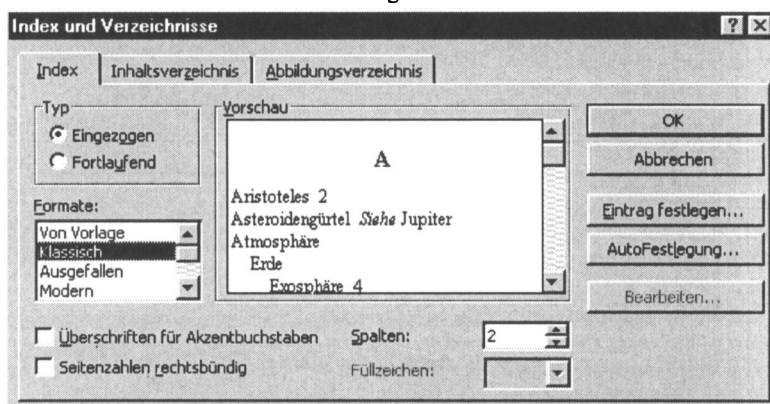 Index und Verzeichnisse
Index
Inhaltsverzeichnis
Abbildungsverzeichnis
Typ
Eingezogen
Fortlaufend
Vorschau
A
Aristoteles 2
Asteroidengürtel Siehe Jupiter
Atmosphäre
Erde
Exosphäre 4
OK
Abbrechen
Eintrag festlegen...
AutoFestlegung...
Bearbeiten...
Formate:
Von Vorlage
Klassisch
Ausgefallen
Modern
Überschriften für Akzentbuchstaben
Seitenzahlen rechtsbündig
Spalten:
2
Füllzeichen: